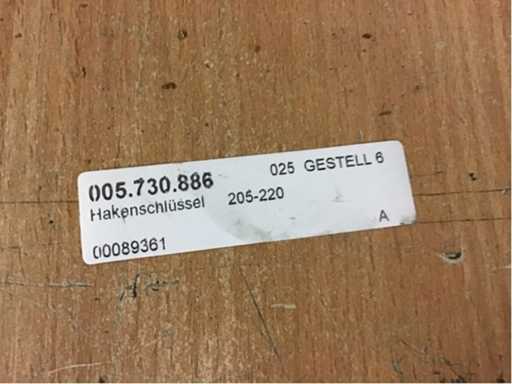 005.730.886 025 GESTELL 6
Hakenschlüssel 205-220
00089361 A